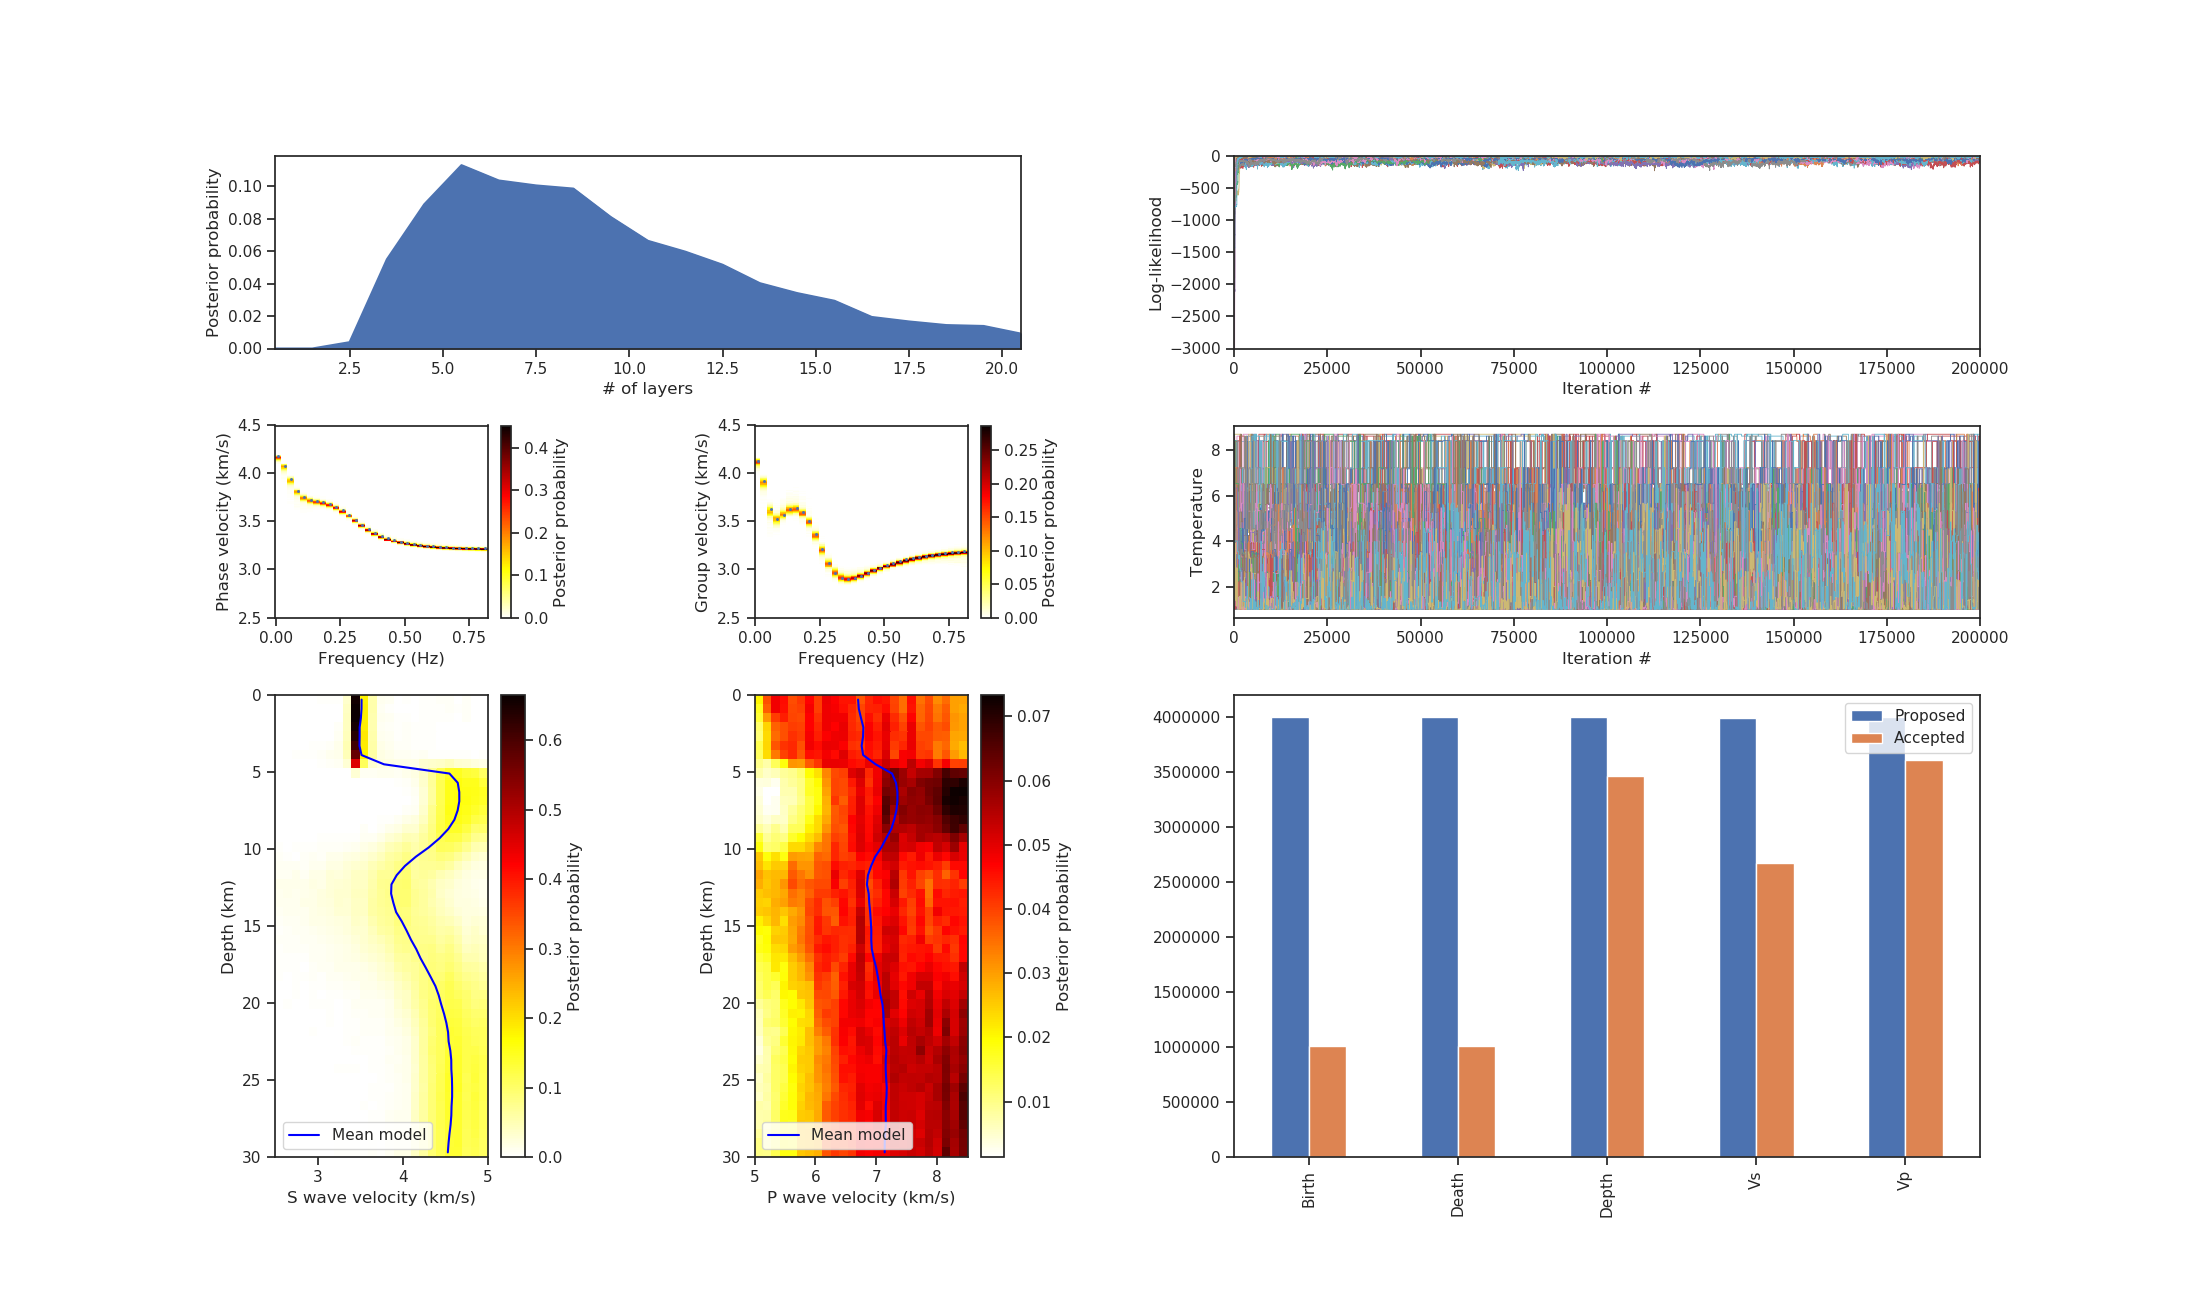 0.10
0.08
0.06
0.04
0.02
0.00
Posterior probability
2.5 5.0 7.5 10.0 12.5 15.0 17.5 20.0
# of layers
0
−500
−1000
−1500
−2000
−2500
−3000
Log-likelihood
0 25000 50000 75000 100000 125000 150000 175000 200000
Iteration #
4.5
4.0
3.5
3.0
2.5
Phase velocity (km/s)
0.00 0.25 0.50 0.75
Frequency (Hz)
0.4
0.3
0.2
0.1
0.0
Posterior probability
4.5
4.0
3.5
3.0
2.5
Group velocity (km/s)
0.00 0.25 0.50 0.75
Frequency (Hz)
0.25
0.20
0.15
0.10
0.05
0.00
Posterior probability
8
6
4
2
Temperature
0 25000 50000 75000 100000 125000 150000 175000 200000
Iteration #
0
5
10
15
20
25
30
Depth (km)
Mean model
3 4 5
S wave velocity (km/s)
0.6
0.5
0.4
0.3
0.2
0.1
0.0
Posterior probability
0
5
10
15
20
25
30
Depth (km)
Mean model
5 6 7 8
P wave velocity (km/s)
0.07
0.06
0.05
0.04
0.03
0.02
0.01
Posterior probability
4000000
3500000
3000000
2500000
2000000
1500000
1000000
500000
0
Proposed
Accepted
Birth
Death
Depth
Vs
Vp